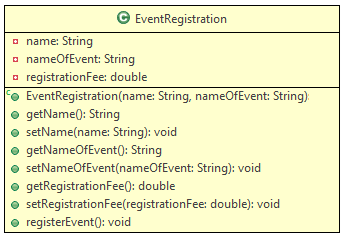 EventRegistration
name: String
nameOfEvent: String
registrationFee: double
EventRegistration(name: String, nameOfEvent: String)
getName(): String
setName(name: String): void
getNameOfEvent(): String
setNameOfEvent(nameOfEvent: String): void
getRegistrationFee(): double
setRegistrationFee(registrationFee: double): void
registerEvent(): void